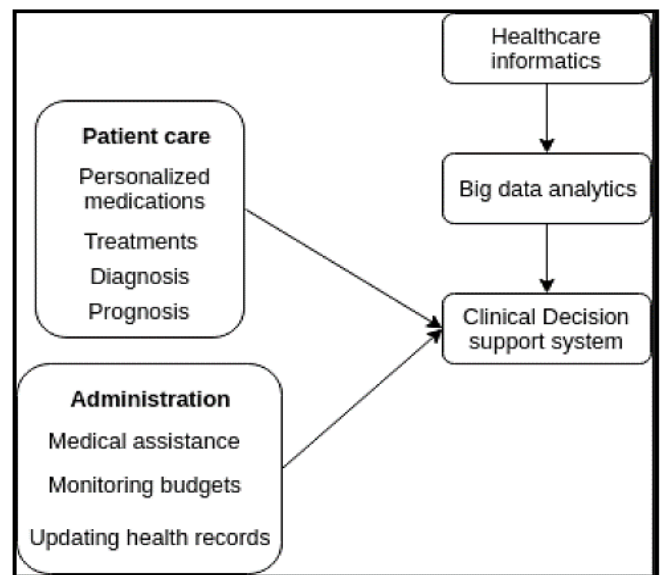 Healthcare
informatics
Big data analytics
Clinical Decision
support system
Patient care
Personalized
medications
Treatments
Diagnosis
Prognosis
Administration
Medical assistance
Monitoring budgets
Updating health records